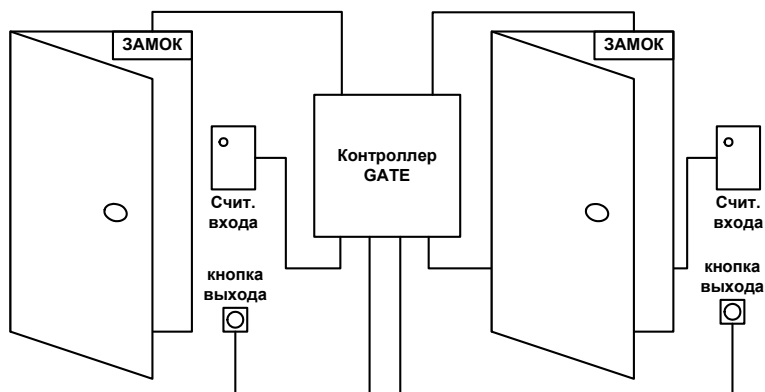 ЗАМОК
ЗАМОК
Контроллер
GATE
Счит.
входа
Счит.
входа
кнопка
выхода
кнопка
выхода